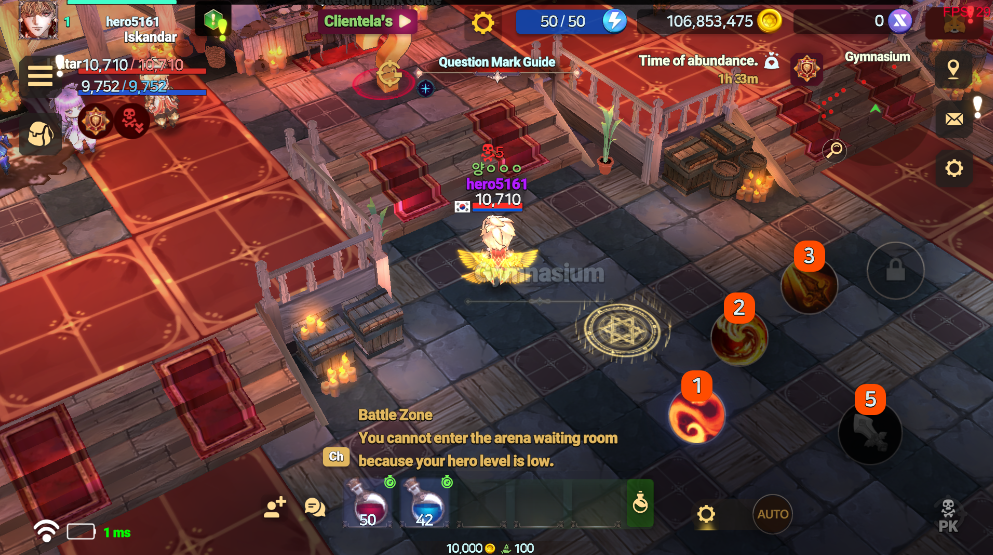 1
hero5161
Iskandar
10,710 / 10,710
9,752 / 9,752
Clientela's
50 / 50
106,853,475
0
Question Mark Guide
Time of abundance.
1h 33m
Gymnasium
5
양
hero5161
10,710
Gymnasium
3
2
1
5
Battle Zone
You cannot enter the arena waiting room
Ch
because your hero level is low.
50
42
AUTO
PK
1 ms
10,000
100